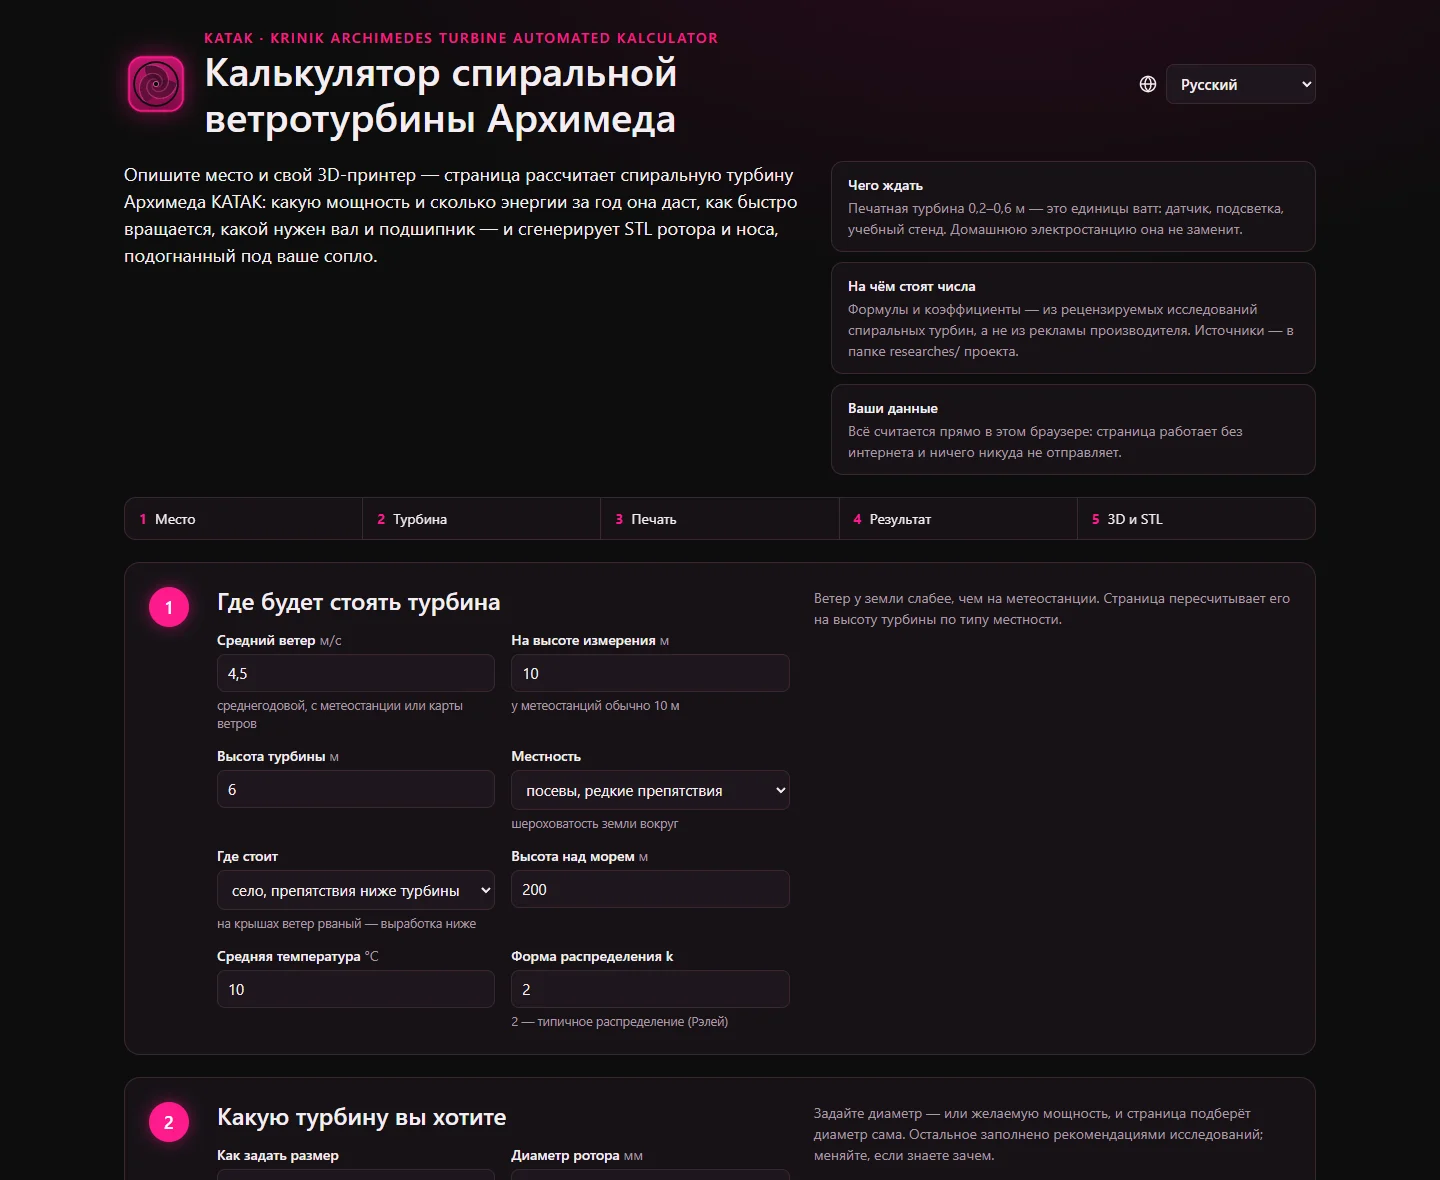 KATAK · KRINIK ARCHIMEDES TURBINE AUTOMATED KALCULATOR
Калькулятор спиральной
ветротурбины Архимеда
Русский
Опишите место и свой 3D-принтер — страница рассчитает спиральную турбину
Архимеда КАТАК: какую мощность и сколько энергии за год она даст, как быстро
вращается, какой нужен вал и подшипник — и сгенерирует STL ротора и носа,
подогнанный под ваше сопло.
Чего ждать
Печатная турбина 0,2–0,6 м — это единицы ватт: датчик, подсветка,
учебный стенд. Домашнюю электростанцию она не заменит.
На чём стоят числа
Формулы и коэффициенты — из рецензируемых исследований
спиральных турбин, а не из рекламы производителя. Источники — в
папке researches/ проекта.
Ваши данные
Всё считается прямо в этом браузере: страница работает без
интернета и ничего никуда не отправляет.
1 Место
2 Турбина
3 Печать
4 Результат
5 3D и STL
1
Где будет стоять турбина
Ветер у земли слабее, чем на метеостанции. Страница пересчитывает его
на высоту турбины по типу местности.
Средний ветер м/с
На высоте измерения м
4,5
10
среднегодовой, с метеостанции или карты
ветров
у метеостанций обычно 10 м
Высота турбины м
Местность
6
посевы, редкие препятствия
шероховатость земли вокруг
Где стоит
Высота над морем м
село, препятствия ниже турбины
200
на крышах ветер рваный — выработка ниже
Средняя температура °C
Форма распределения k
10
2
2 — типичное распределение (Рэлей)
2
Какую турбину вы хотите
Задайте диаметр — или желаемую мощность, и страница подберёт
диаметр сама. Остальное заполнено рекомендациями исследований;
меняйте, если знаете зачем.
Как задать размер
Диаметр ротора мм